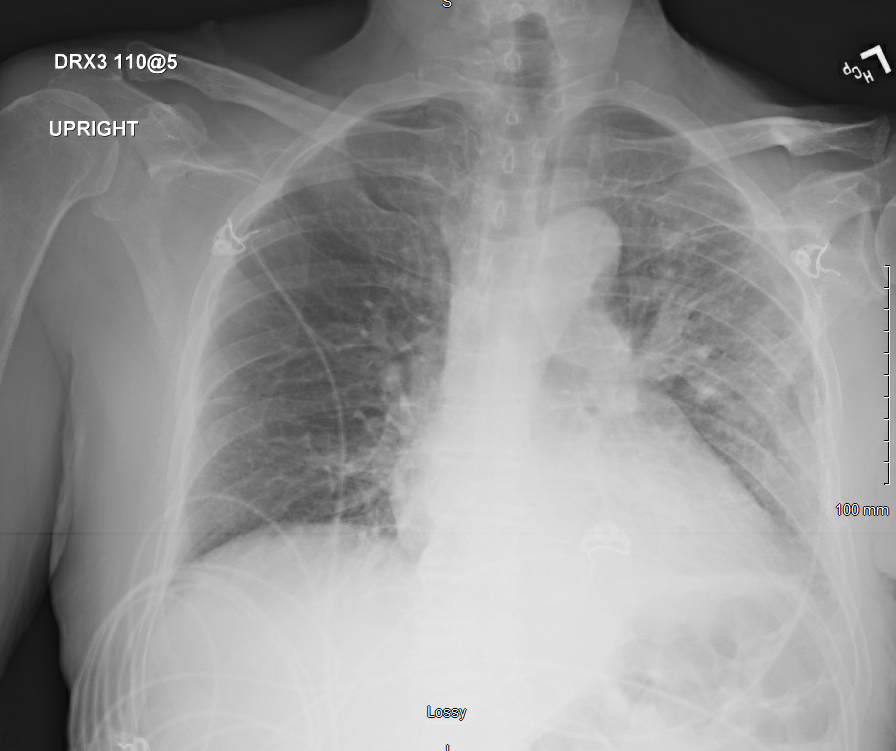 S
DRX3 110@5
L
HCP
UPRIGHT
100 mm
Lossy
I